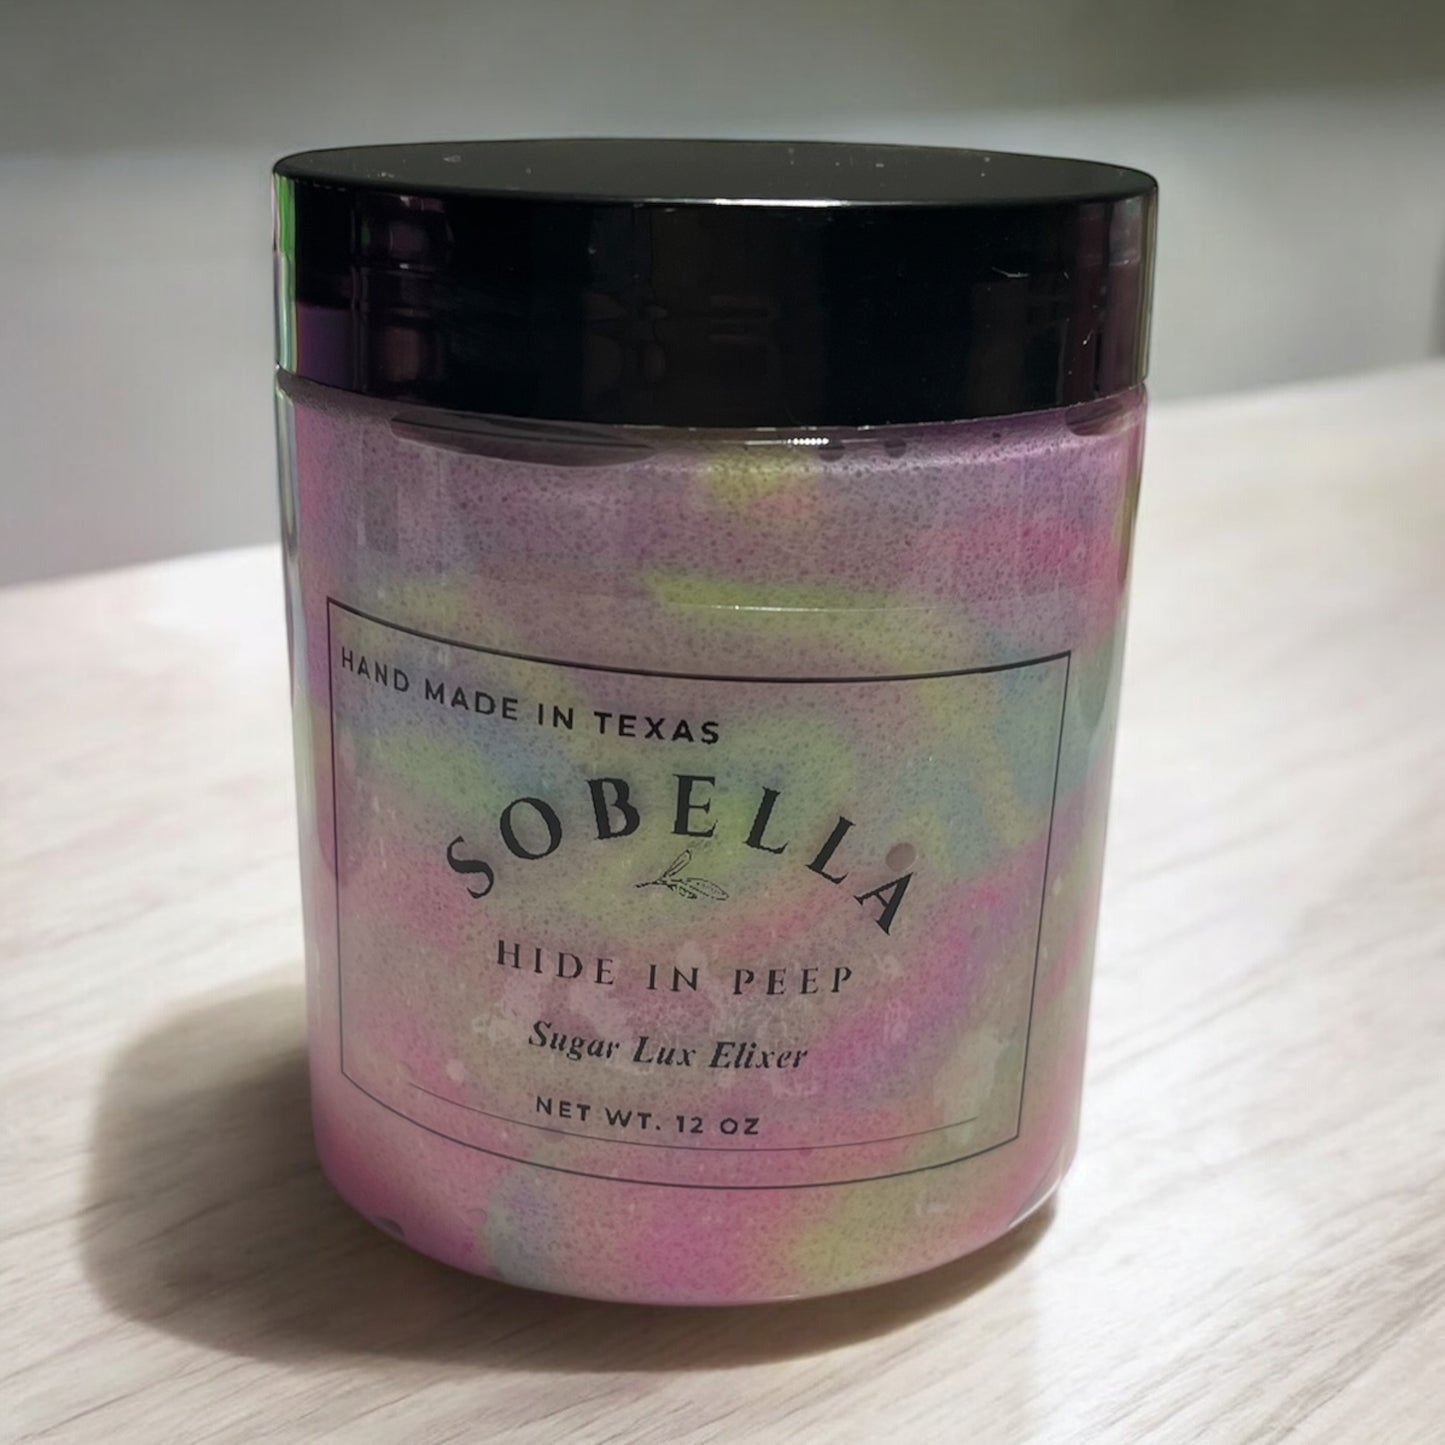 HAND MADE IN TEXAS
SOBELLA
HIDE IN PEEP
Sugar Lux Elixer
NET WT. 12 OZ